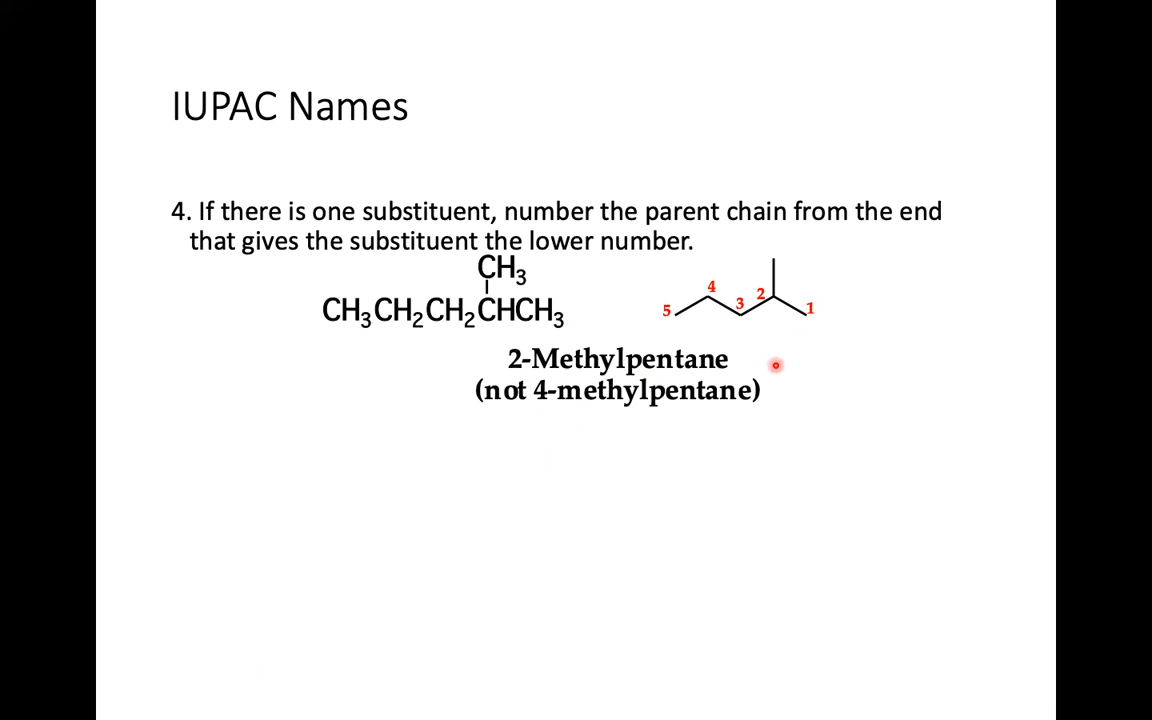 IUPAC Names
4. If there is one substituent, number the parent chain from the end
that gives the substituent the lower number.
CH₃
CH₃CH₂CH₂CHCH₃
5 4 3 2 1
2-Methylpentane
(not 4-methylpentane)